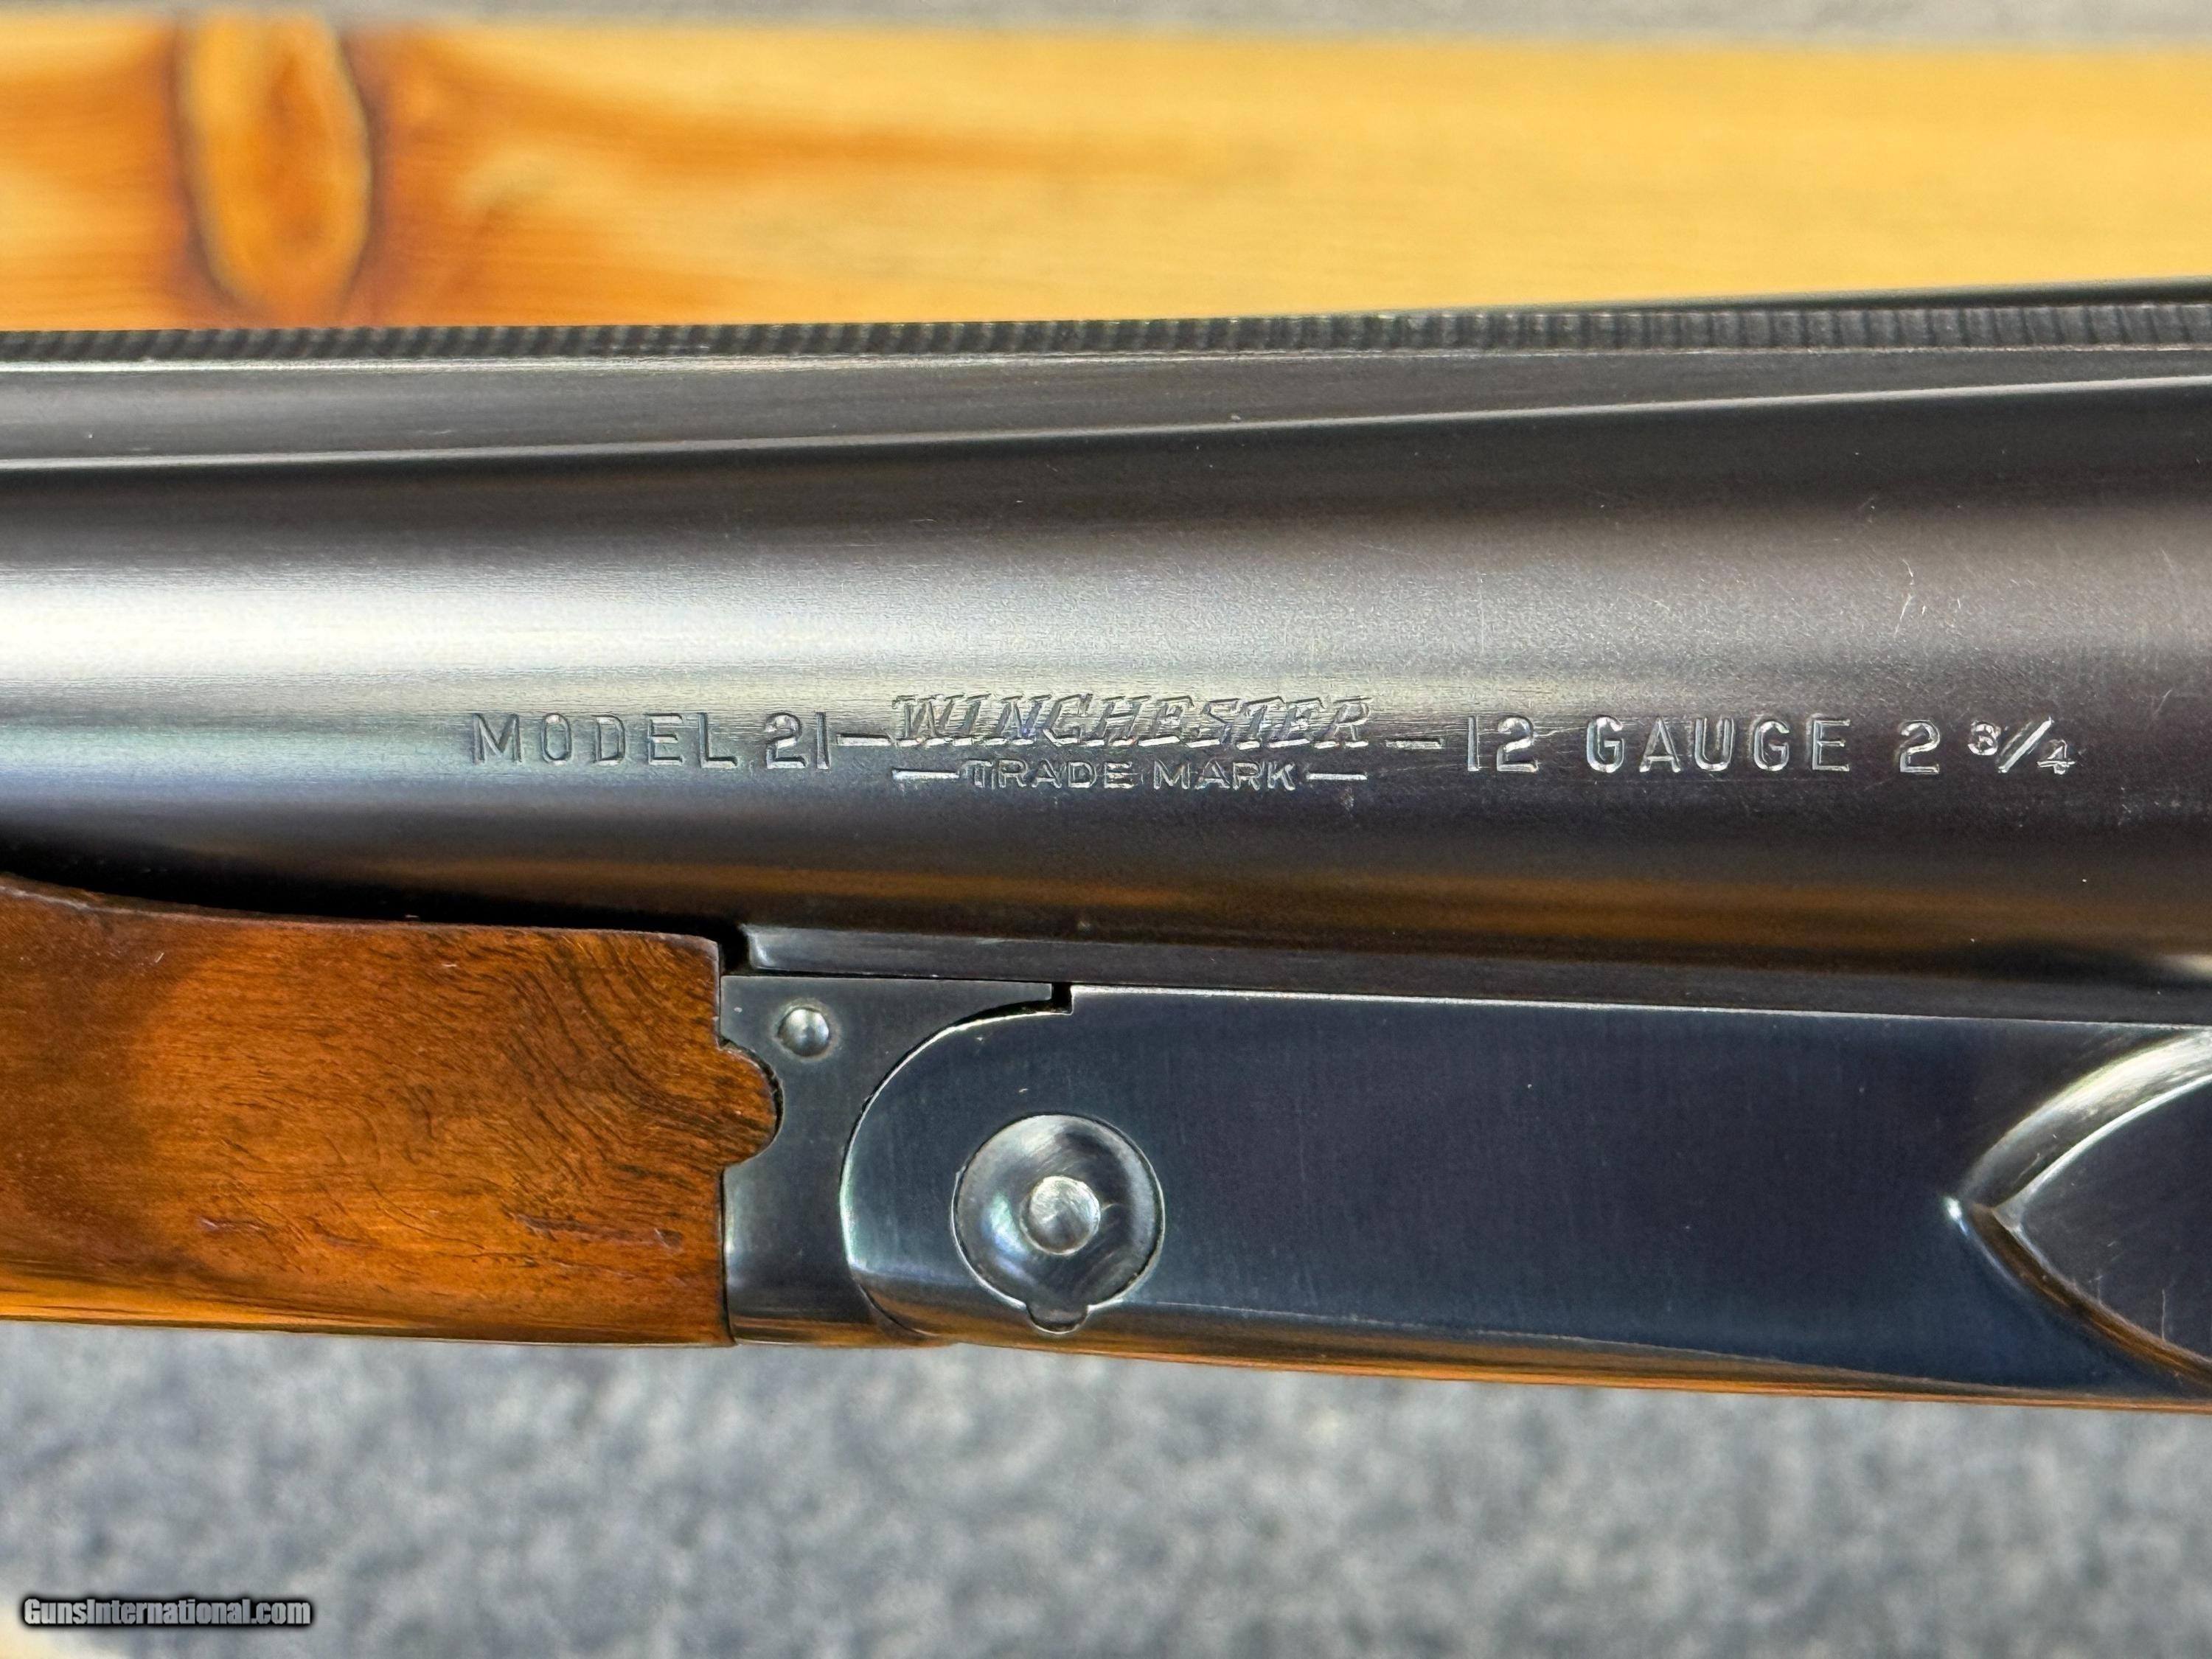 MODEL 21—WINCHESTER—12 GAUGE 2 3/4
—TRADE MARK—
GunsInternational.com